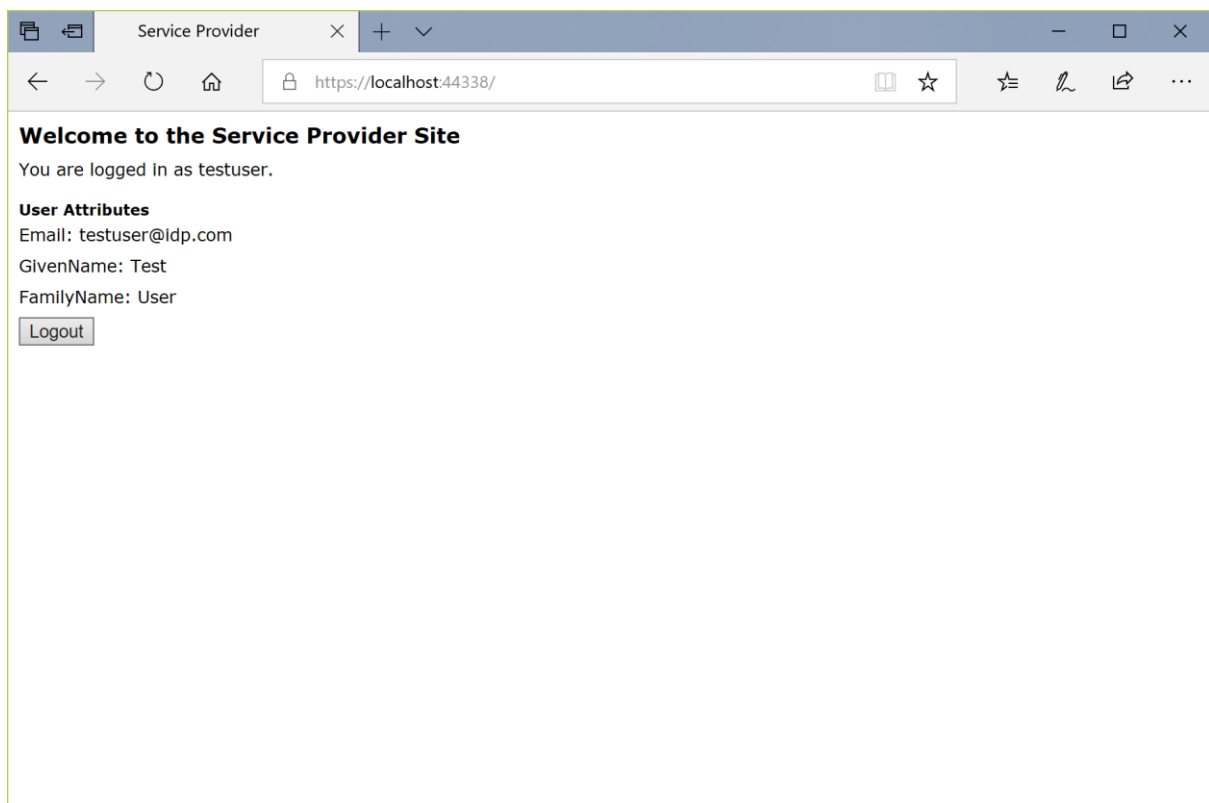 Service Provider
https://localhost:44338/
Welcome to the Service Provider Site
You are logged in as testuser.
User Attributes
Email: testuser@idp.com
GivenName: Test
FamilyName: User
Logout